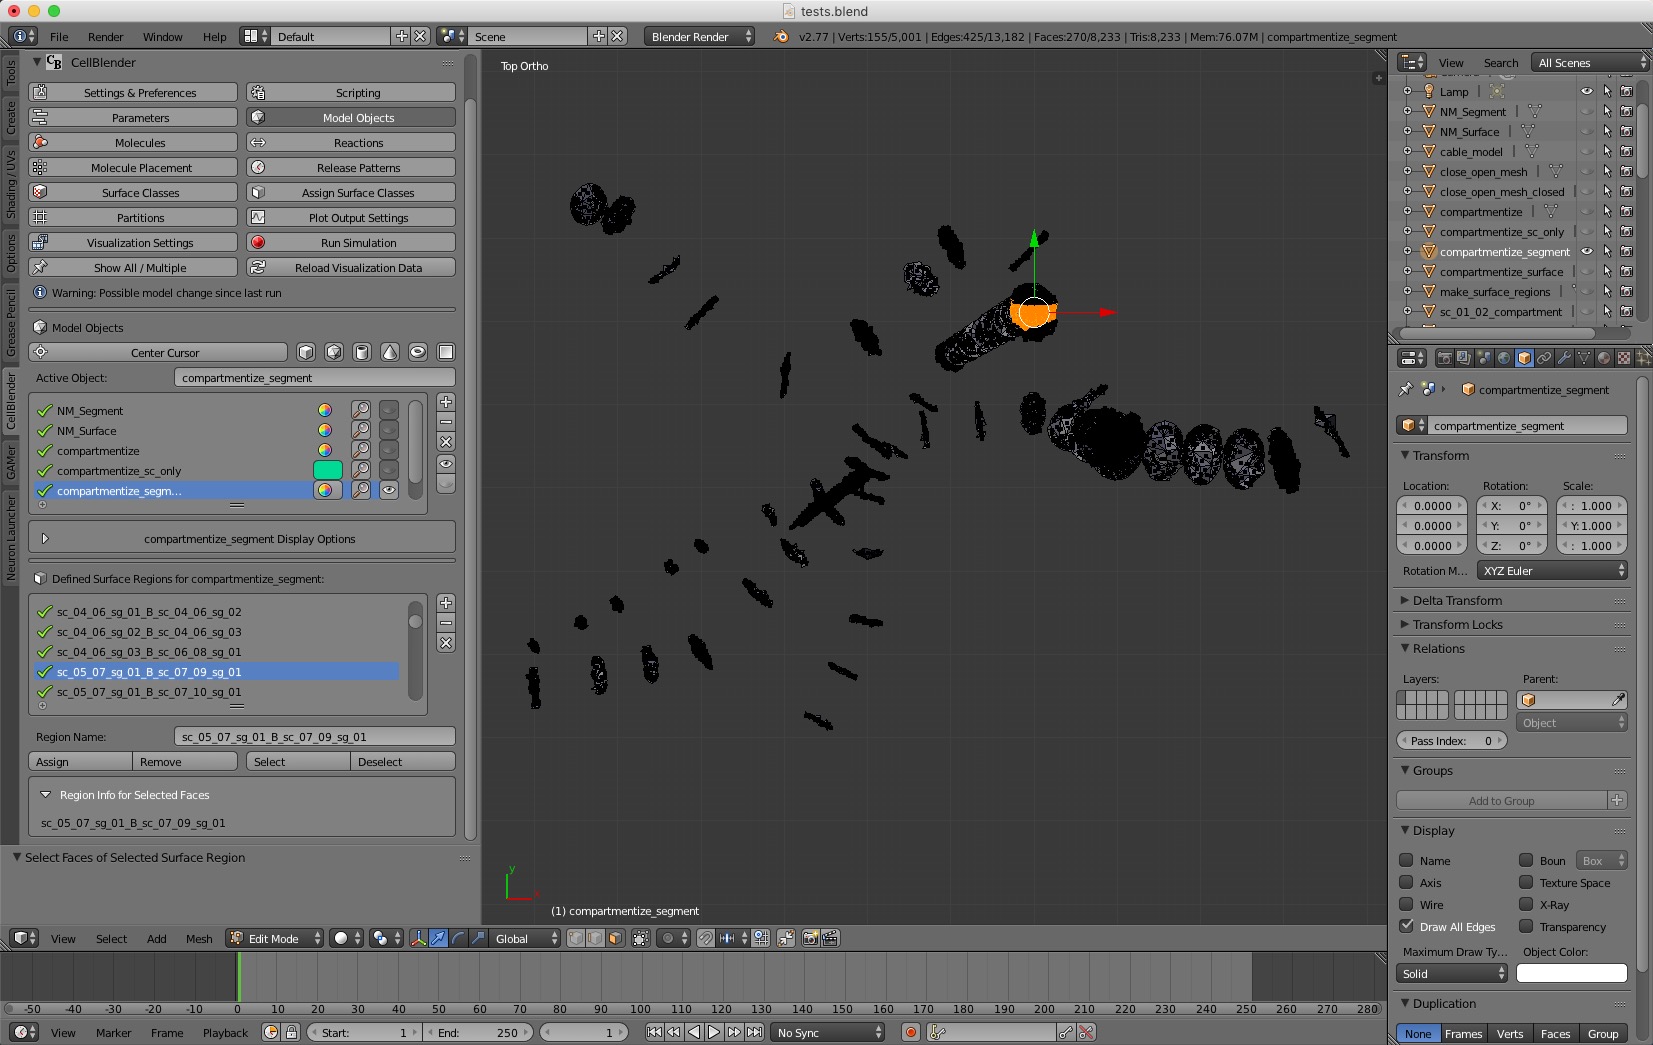 tests.blend
File Render Window Help Default Scene Blender Render v2.77 | Verts:155/5,001 | Edges:425/13,182 | Faces:270/8,233 | Tris:8,233 | Mem:76.07M | compartmentize_segment
Tools
Create
Shading / UVs
Options
Grease Pencil
CellBlender
GAMer
Neuron Launcher
CellBlender
Settings & Preferences Scripting
Parameters Model Objects
Molecules Reactions
Molecule Placement Release Patterns
Surface Classes Assign Surface Classes
Partitions Plot Output Settings
Visualization Settings Run Simulation
Show All / Multiple Reload Visualization Data
Warning: Possible model change since last run
Model Objects
Center Cursor
Active Object: compartmentize_segment
NM_Segment
NM_Surface
compartmentize
compartmentize_sc_only
compartmentize_segm...
compartmentize_segment Display Options
Defined Surface Regions for compartmentize_segment:
sc_04_06_sg_01_B_sc_04_06_sg_02
sc_04_06_sg_02_B_sc_04_06_sg_03
sc_04_06_sg_03_B_sc_06_08_sg_01
sc_05_07_sg_01_B_sc_07_09_sg_01
sc_05_07_sg_01_B_sc_07_10_sg_01
Region Name: sc_05_07_sg_01_B_sc_07_09_sg_01
Assign Remove Select Deselect
Region Info for Selected Faces
sc_05_07_sg_01_B_sc_07_09_sg_01
Select Faces of Selected Surface Region
Top Ortho
y
x
(1) compartmentize_segment
View Select Add Mesh Edit Mode Global
-50 -40 -30 -20 -10 0 10 20 30 40 50 60 70 80 90 100 110 120 130 140 150 160 170 180 190 200 210 220 230 240 250 260 270 280
View Marker Frame Playback Start: 1 End: 250 1 No Sync
View Search All Scenes
Lamp
NM_Segment
NM_Surface
cable_model
close_open_mesh
close_open_mesh_closed
compartmentize
compartmentize_sc_only
compartmentize_segment
compartmentize_surface
make_surface_regions
sc_01_02_compartment
compartmentize_segment
compartmentize_segment
Transform
Location: Rotation: Scale:
0.0000 X: 0° : 1.000
0.0000 Y: 0° Y: 1.000
0.0000 Z: 0° : 1.000
Rotation M... XYZ Euler
Delta Transform
Transform Locks
Relations
Layers: Parent:
Object
Pass Index: 0
Groups
Add to Group
Display
Name Boun Box
Axis Texture Space
Wire X-Ray
Draw All Edges Transparency
Maximum Draw Ty... Object Color:
Solid
Duplication
None Frames Verts Faces Group